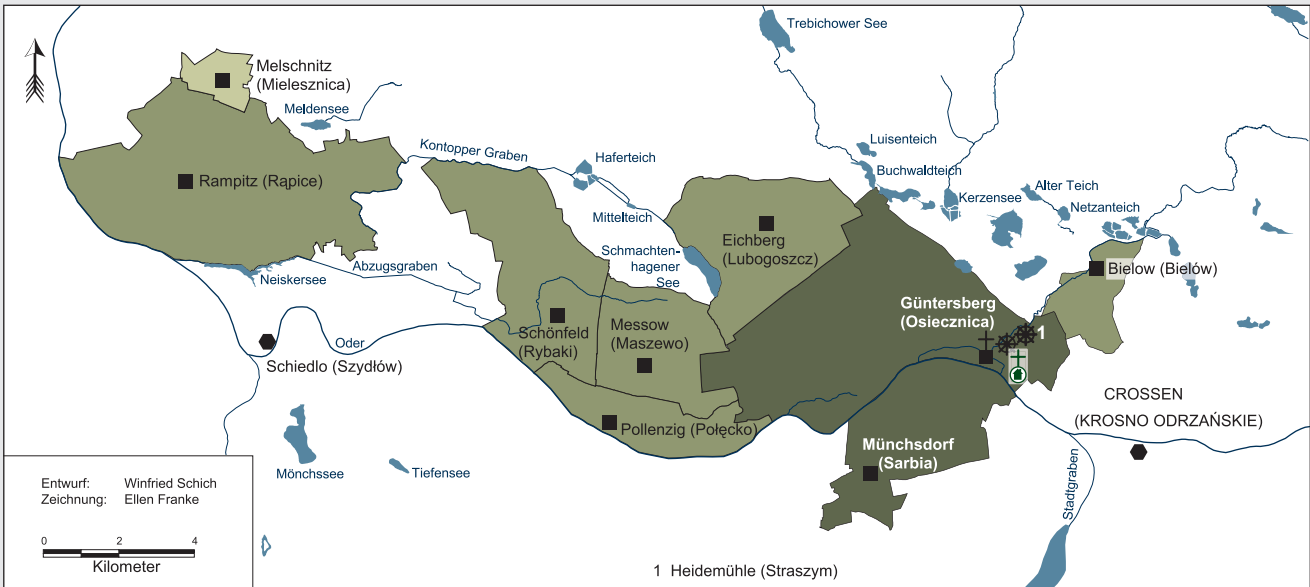 Trebichower See
Melschnitz
(Mielesznica)
Meldensee
Kontopper Graben
Haferteich
Luisenteich
Buchwaldteich
Kerzensee
Alter Teich
Netzanteich
Rampitz (Rąpice)
Mittelteich
Eichberg
(Lubogoszcz)
Schmachten-
hagener
See
Bielow (Bielów)
Neiskersee
Abzugsgraben
Güntersberg
(Osiecznica)
1
Schönfeld
(Rybaki)
Messow
(Maszewo)
Oder
Schiedlo (Szydłów)
CROSSEN
(KROSNO ODRZAŃSKIE)
Pollenzig (Połęcko)
Münchsdorf
(Sarbia)
Mönchssee
Tiefensee
Stadtgraben
Entwurf: Winfried Schich
Zeichnung: Ellen Franke
0 2 4
Kilometer
1 Heidemühle (Straszym)